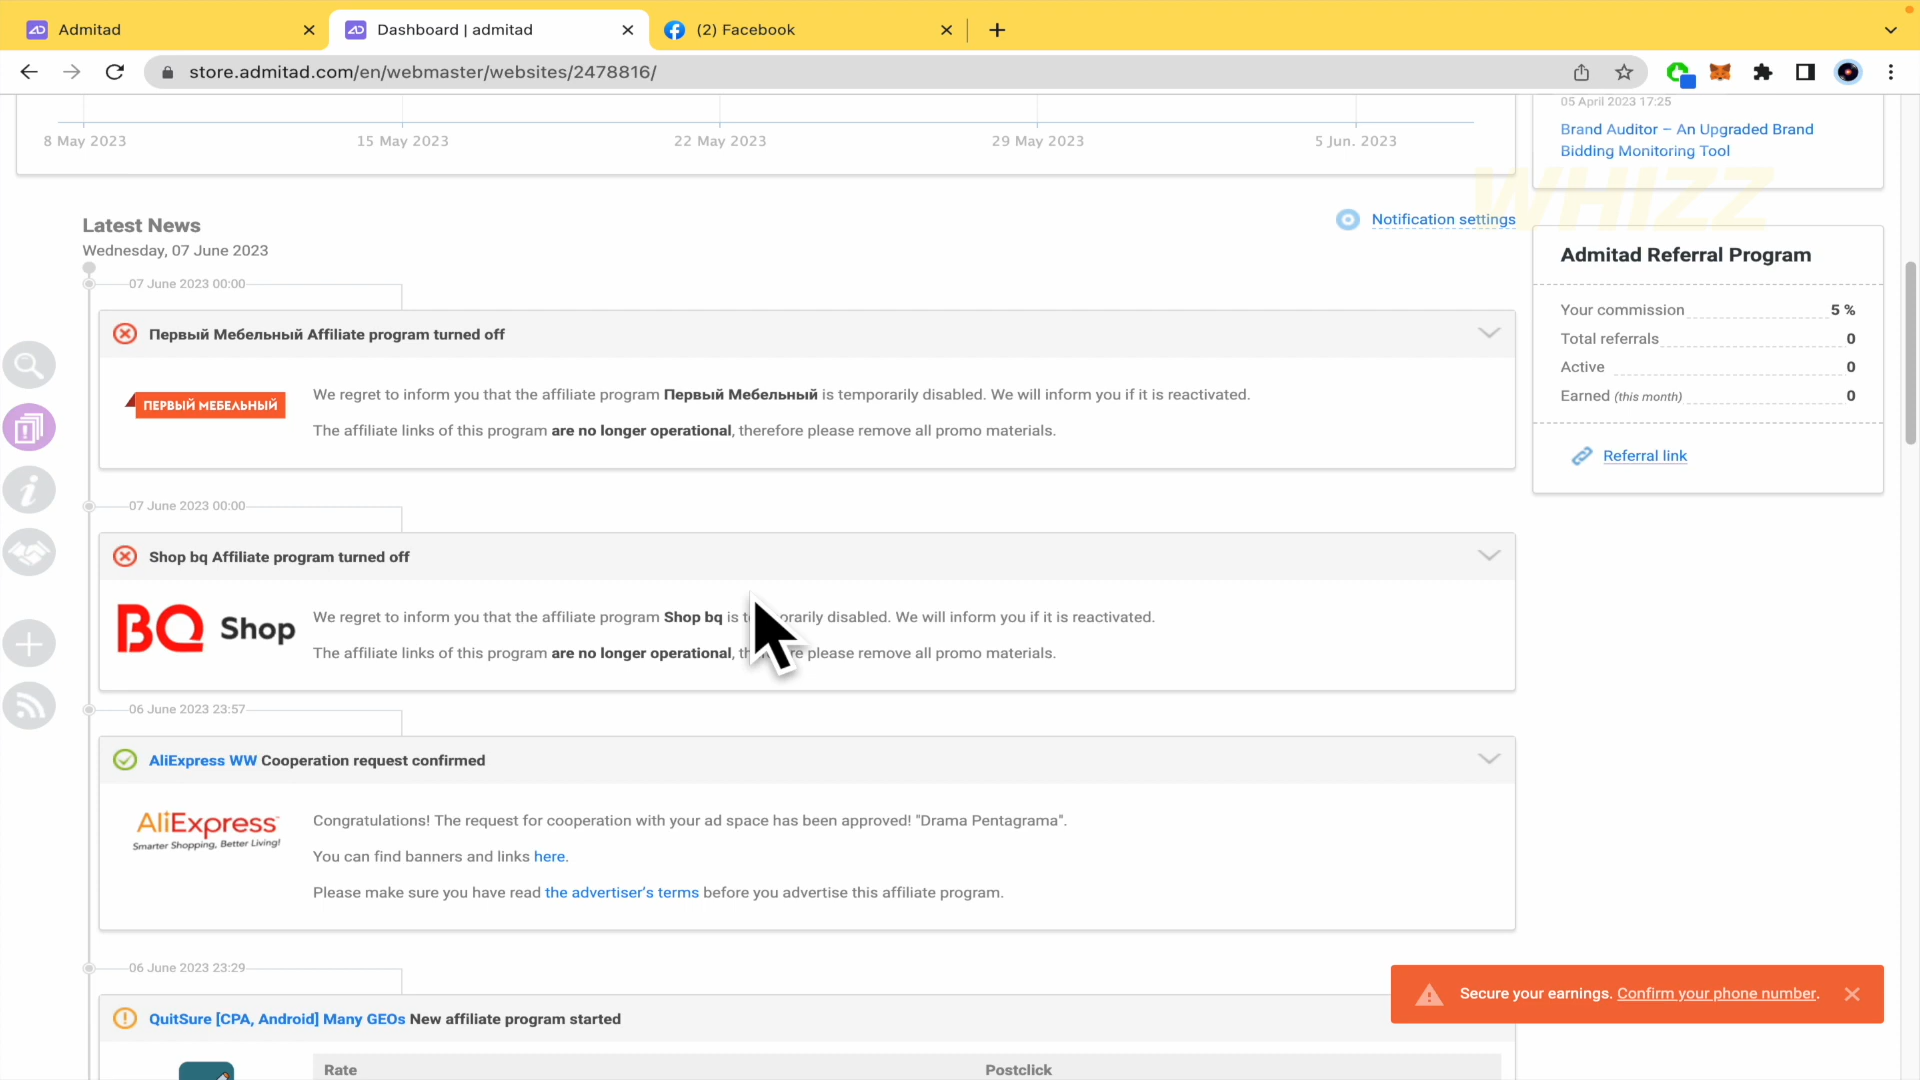 Admitad
Dashboard | admitad
(2) Facebook
store.admitad.com/en/webmaster/websites/2478816/
8 May 2023
15 May 2023
22 May 2023
29 May 2023
5 Jun. 2023
05 April 2023 17:25
Brand Auditor – An Upgraded Brand
Bidding Monitoring Tool
WHIZZ
Latest News
Wednesday, 07 June 2023
Notification settings
07 June 2023 00:00
Первый Мебельный Affiliate program turned off
ПЕРВЫЙ МЕБЕЛЬНЫЙ
We regret to inform you that the affiliate program Первый Мебельный is temporarily disabled. We will inform you if it is reactivated.
The affiliate links of this program are no longer operational, therefore please remove all promo materials.
07 June 2023 00:00
Shop bq Affiliate program turned off
BQ Shop
We regret to inform you that the affiliate program Shop bq is temporarily disabled. We will inform you if it is reactivated.
The affiliate links of this program are no longer operational, therefore please remove all promo materials.
06 June 2023 23:57
AliExpress WW Cooperation request confirmed
AliExpress
Smarter Shopping, Better Living!
Congratulations! The request for cooperation with your ad space has been approved! "Drama Pentagrama".
You can find banners and links here.
Please make sure you have read the advertiser's terms before you advertise this affiliate program.
06 June 2023 23:29
QuitSure [CPA, Android] Many GEOs New affiliate program started
Rate
Postclick
Admitad Referral Program
Your commission 5 %
Total referrals 0
Active 0
Earned (this month) 0
Referral link
Secure your earnings. Confirm your phone number.